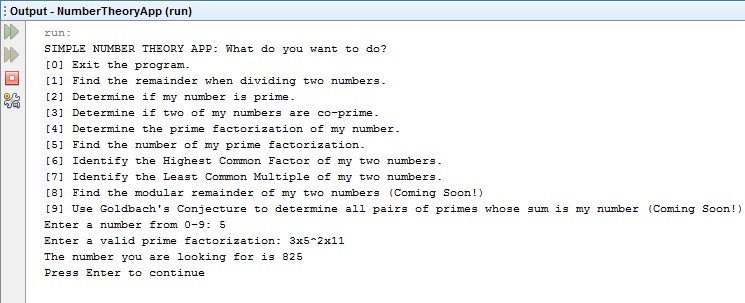 Output - NumberTheoryApp (run)
run:
SIMPLE NUMBER THEORY APP: What do you want to do?
[0] Exit the program.
[1] Find the remainder when dividing two numbers.
[2] Determine if my number is prime.
[3] Determine if two of my numbers are co-prime.
[4] Determine the prime factorization of my number.
[5] Find the number of my prime factorization.
[6] Identify the Highest Common Factor of my two numbers.
[7] Identify the Least Common Multiple of my two numbers.
[8] Find the modular remainder of my two numbers (Coming Soon!)
[9] Use Goldbach's Conjecture to determine all pairs of primes whose sum is my number (Coming Soon!)
Enter a number from 0-9: 5
Enter a valid prime factorization: 3x5^2x11
The number you are looking for is 825
Press Enter to continue